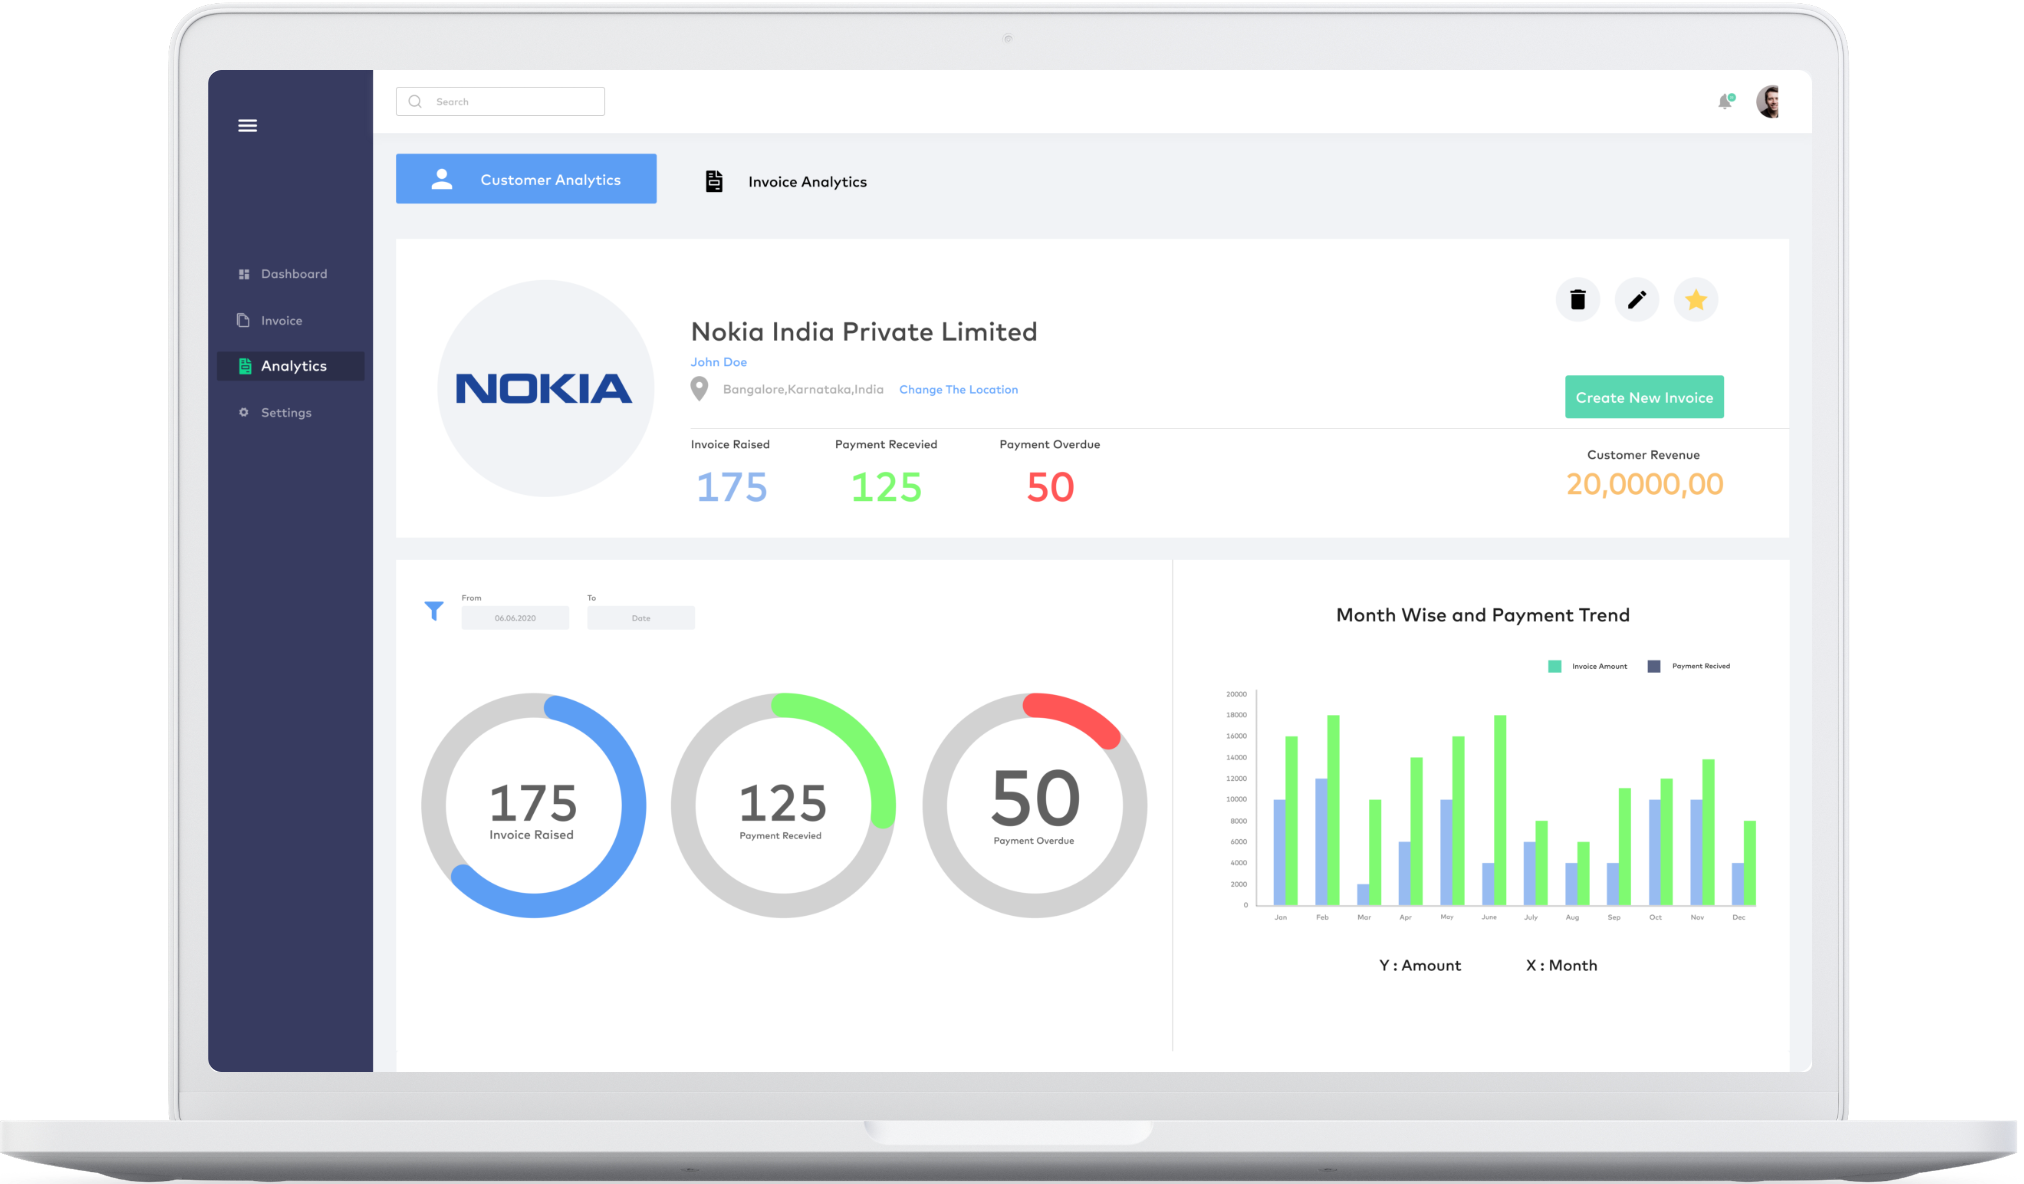 Search
Customer Analytics
Invoice Analytics
Dashboard
Invoice
Analytics
Settings
NOKIA
Nokia India Private Limited
John Doe
Bangalore,Karnataka,India Change The Location
Create New Invoice
Invoice Raised Payment Recevied Payment Overdue
175 125 50
Customer Revenue
20,0000,00
From To
06.06.2020 Date
175
Invoice Raised
125
Payment Recevied
50
Payment Overdue
Month Wise and Payment Trend
Invoice Amount Payment Recived
20000
18000
16000
14000
12000
10000
8000
6000
4000
2000
0
Jan Feb Mar Apr May June July Aug Sep Oct Nov Dec
Y : Amount X : Month